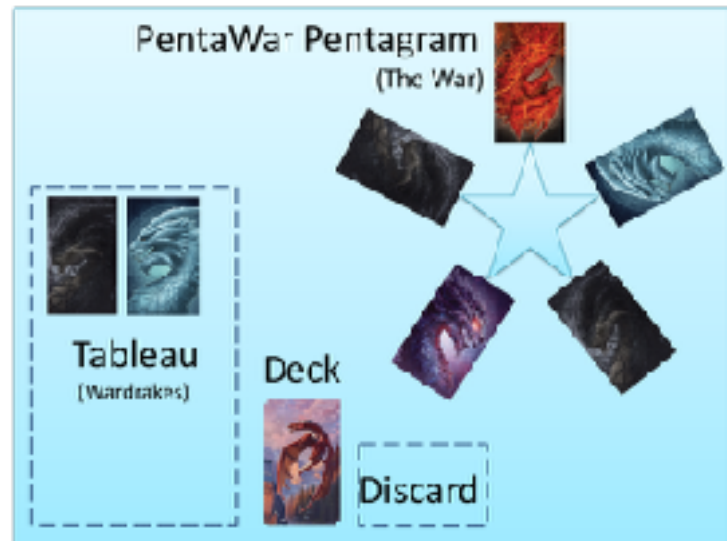 PentaWar Pentagram
(The War)
Tableau
(Wardrakes)
Deck
Discard